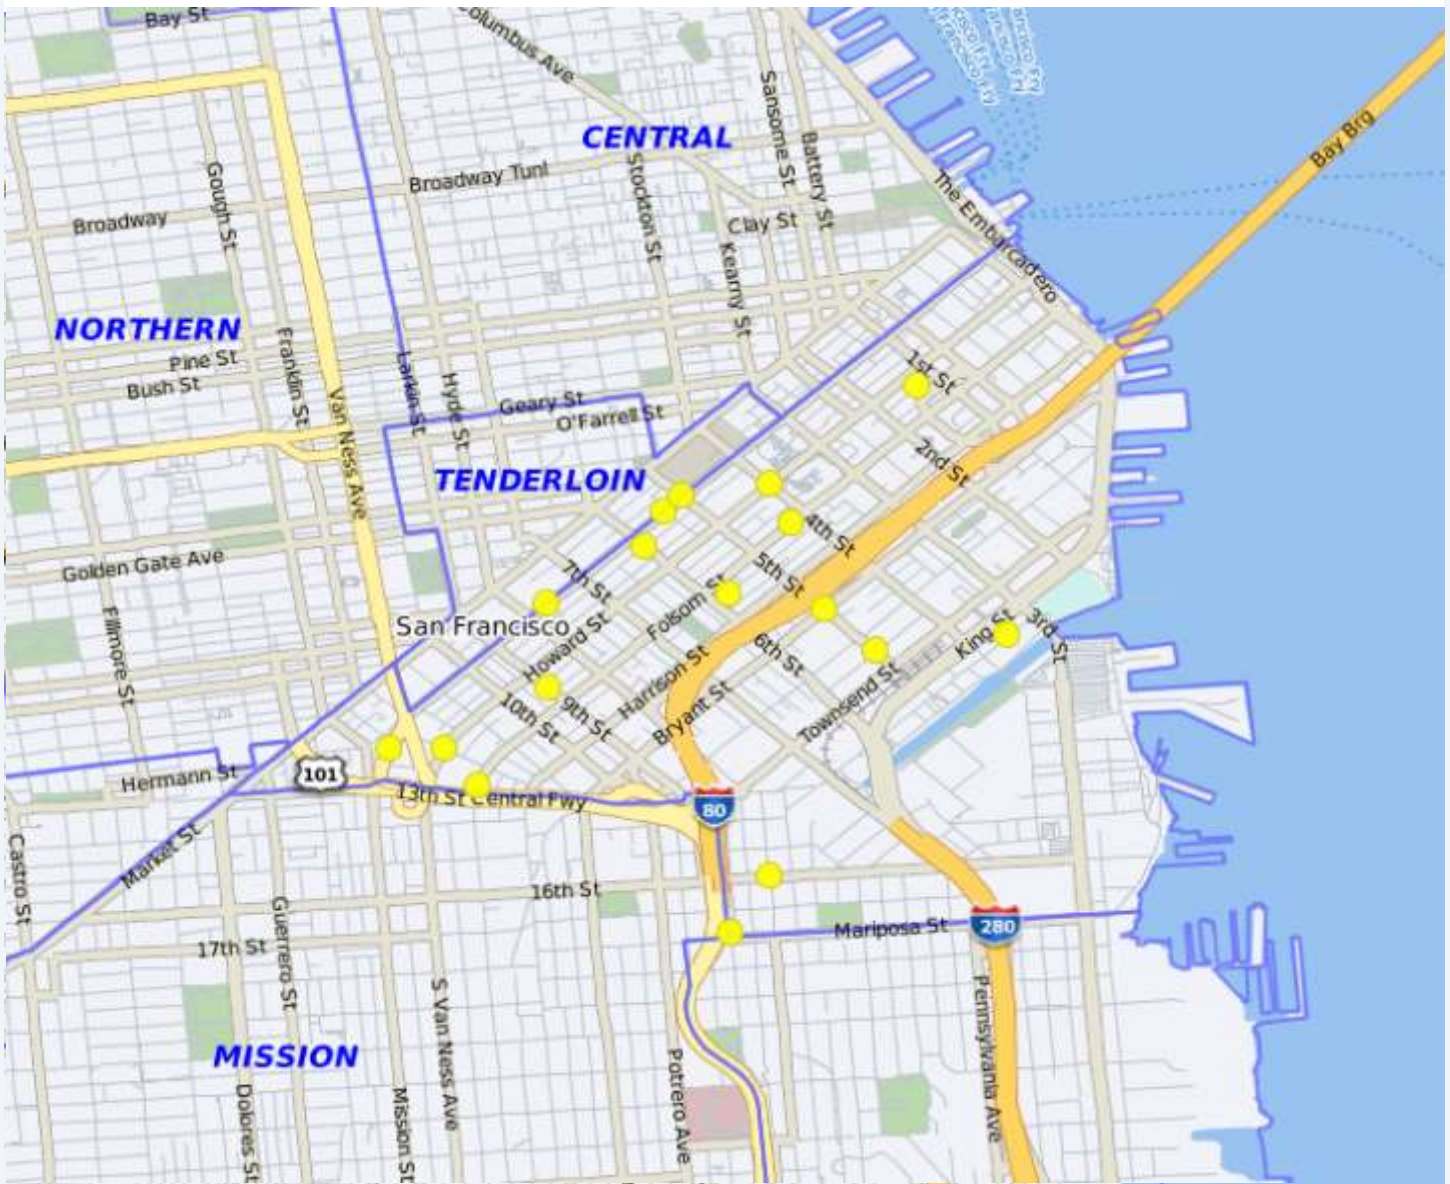 Bay St
Columbus Ave
Sansome St
CENTRAL
Battery St
Bay Brg
Stockton St
Broadway Tunl
Gough St
The Embarcadero
Broadway
Clay St
Kearny St
NORTHERN
Franklin St
Pine St
Bush St
Larkin St
Hyde St
1st St
Van Ness Ave
Geary St
O'Farrell St
2nd St
TENDERLOIN
4th St
Golden Gate Ave
7th St
5th St
Folsom St
San Francisco
Howard St
Fillmore St
6th St
King St
3rd St
Harrison St
Bryant St
Townsend St
10th St
9th St
Hermann St
101
13th St Central Fwy
80
Castro St
Market St
16th St
Guerrero St
17th St
Mariposa St
280
S Van Ness Ave
Pennsylvania Ave
MISSION
Potrero Ave
Dolores St
Mission St